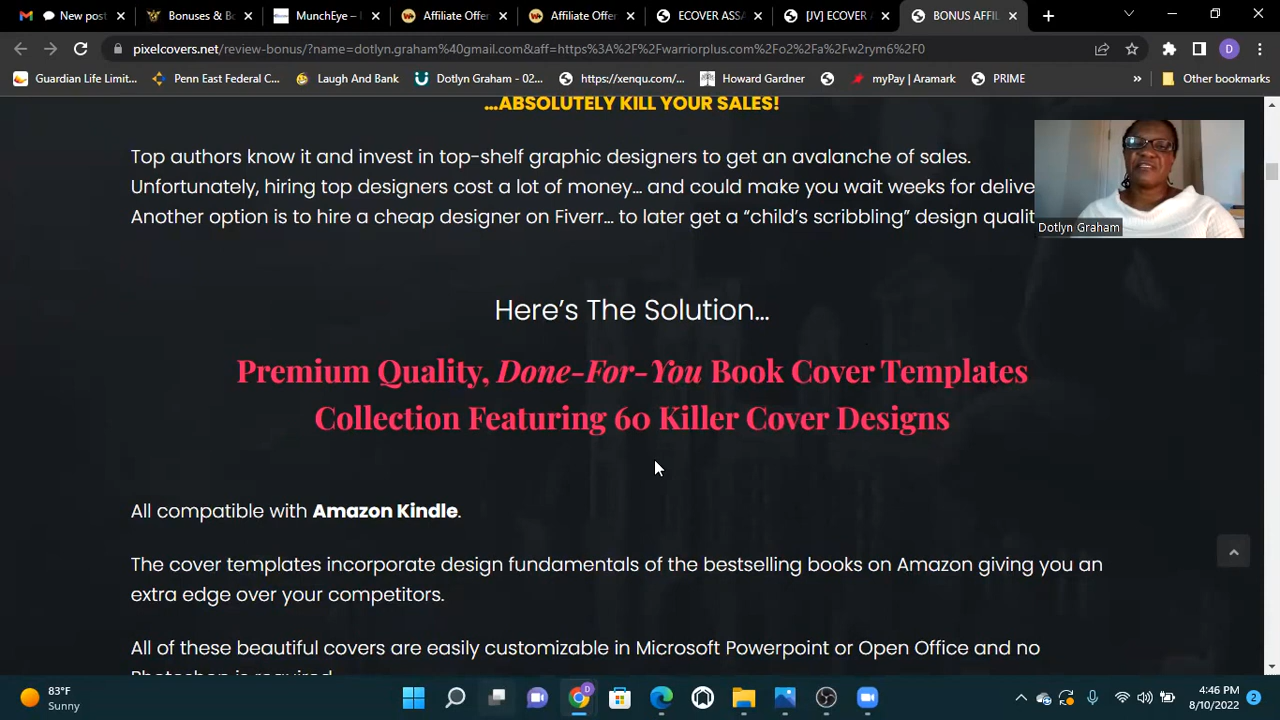 New post
Bonuses & B
MunchEye –
Affiliate Offer
Affiliate Offer
ECOVER ASSA
[JV] ECOVER
BONUS AFFIL
pixelcovers.net/review-bonus/?name=dotlyn.graham%40gmail.com&aff=https%3A%2F%2Fwarriorplus.com%2Fo2%2Fa%2Fw2rym6%2F0
D
Guardian Life Limit...
Penn East Federal C...
Laugh And Bank
Dotlyn Graham - 02...
https://xenqu.com/...
Howard Gardner
myPay | Aramark
PRIME
»
Other bookmarks
...ABSOLUTELY KILL YOUR SALES!
Top authors know it and invest in top-shelf graphic designers to get an avalanche of sales.
Unfortunately, hiring top designers cost a lot of money... and could make you wait weeks for delive
Another option is to hire a cheap designer on Fiverr... to later get a “child’s scribbling” design qualit
Dotlyn Graham
Here’s The Solution...
Premium Quality, Done-For-You Book Cover Templates
Collection Featuring 60 Killer Cover Designs
All compatible with Amazon Kindle.
The cover templates incorporate design fundamentals of the bestselling books on Amazon giving you an
extra edge over your competitors.
All of these beautiful covers are easily customizable in Microsoft Powerpoint or Open Office and no
Photoshop is required
83°F
Sunny
4:46 PM
8/10/2022
2